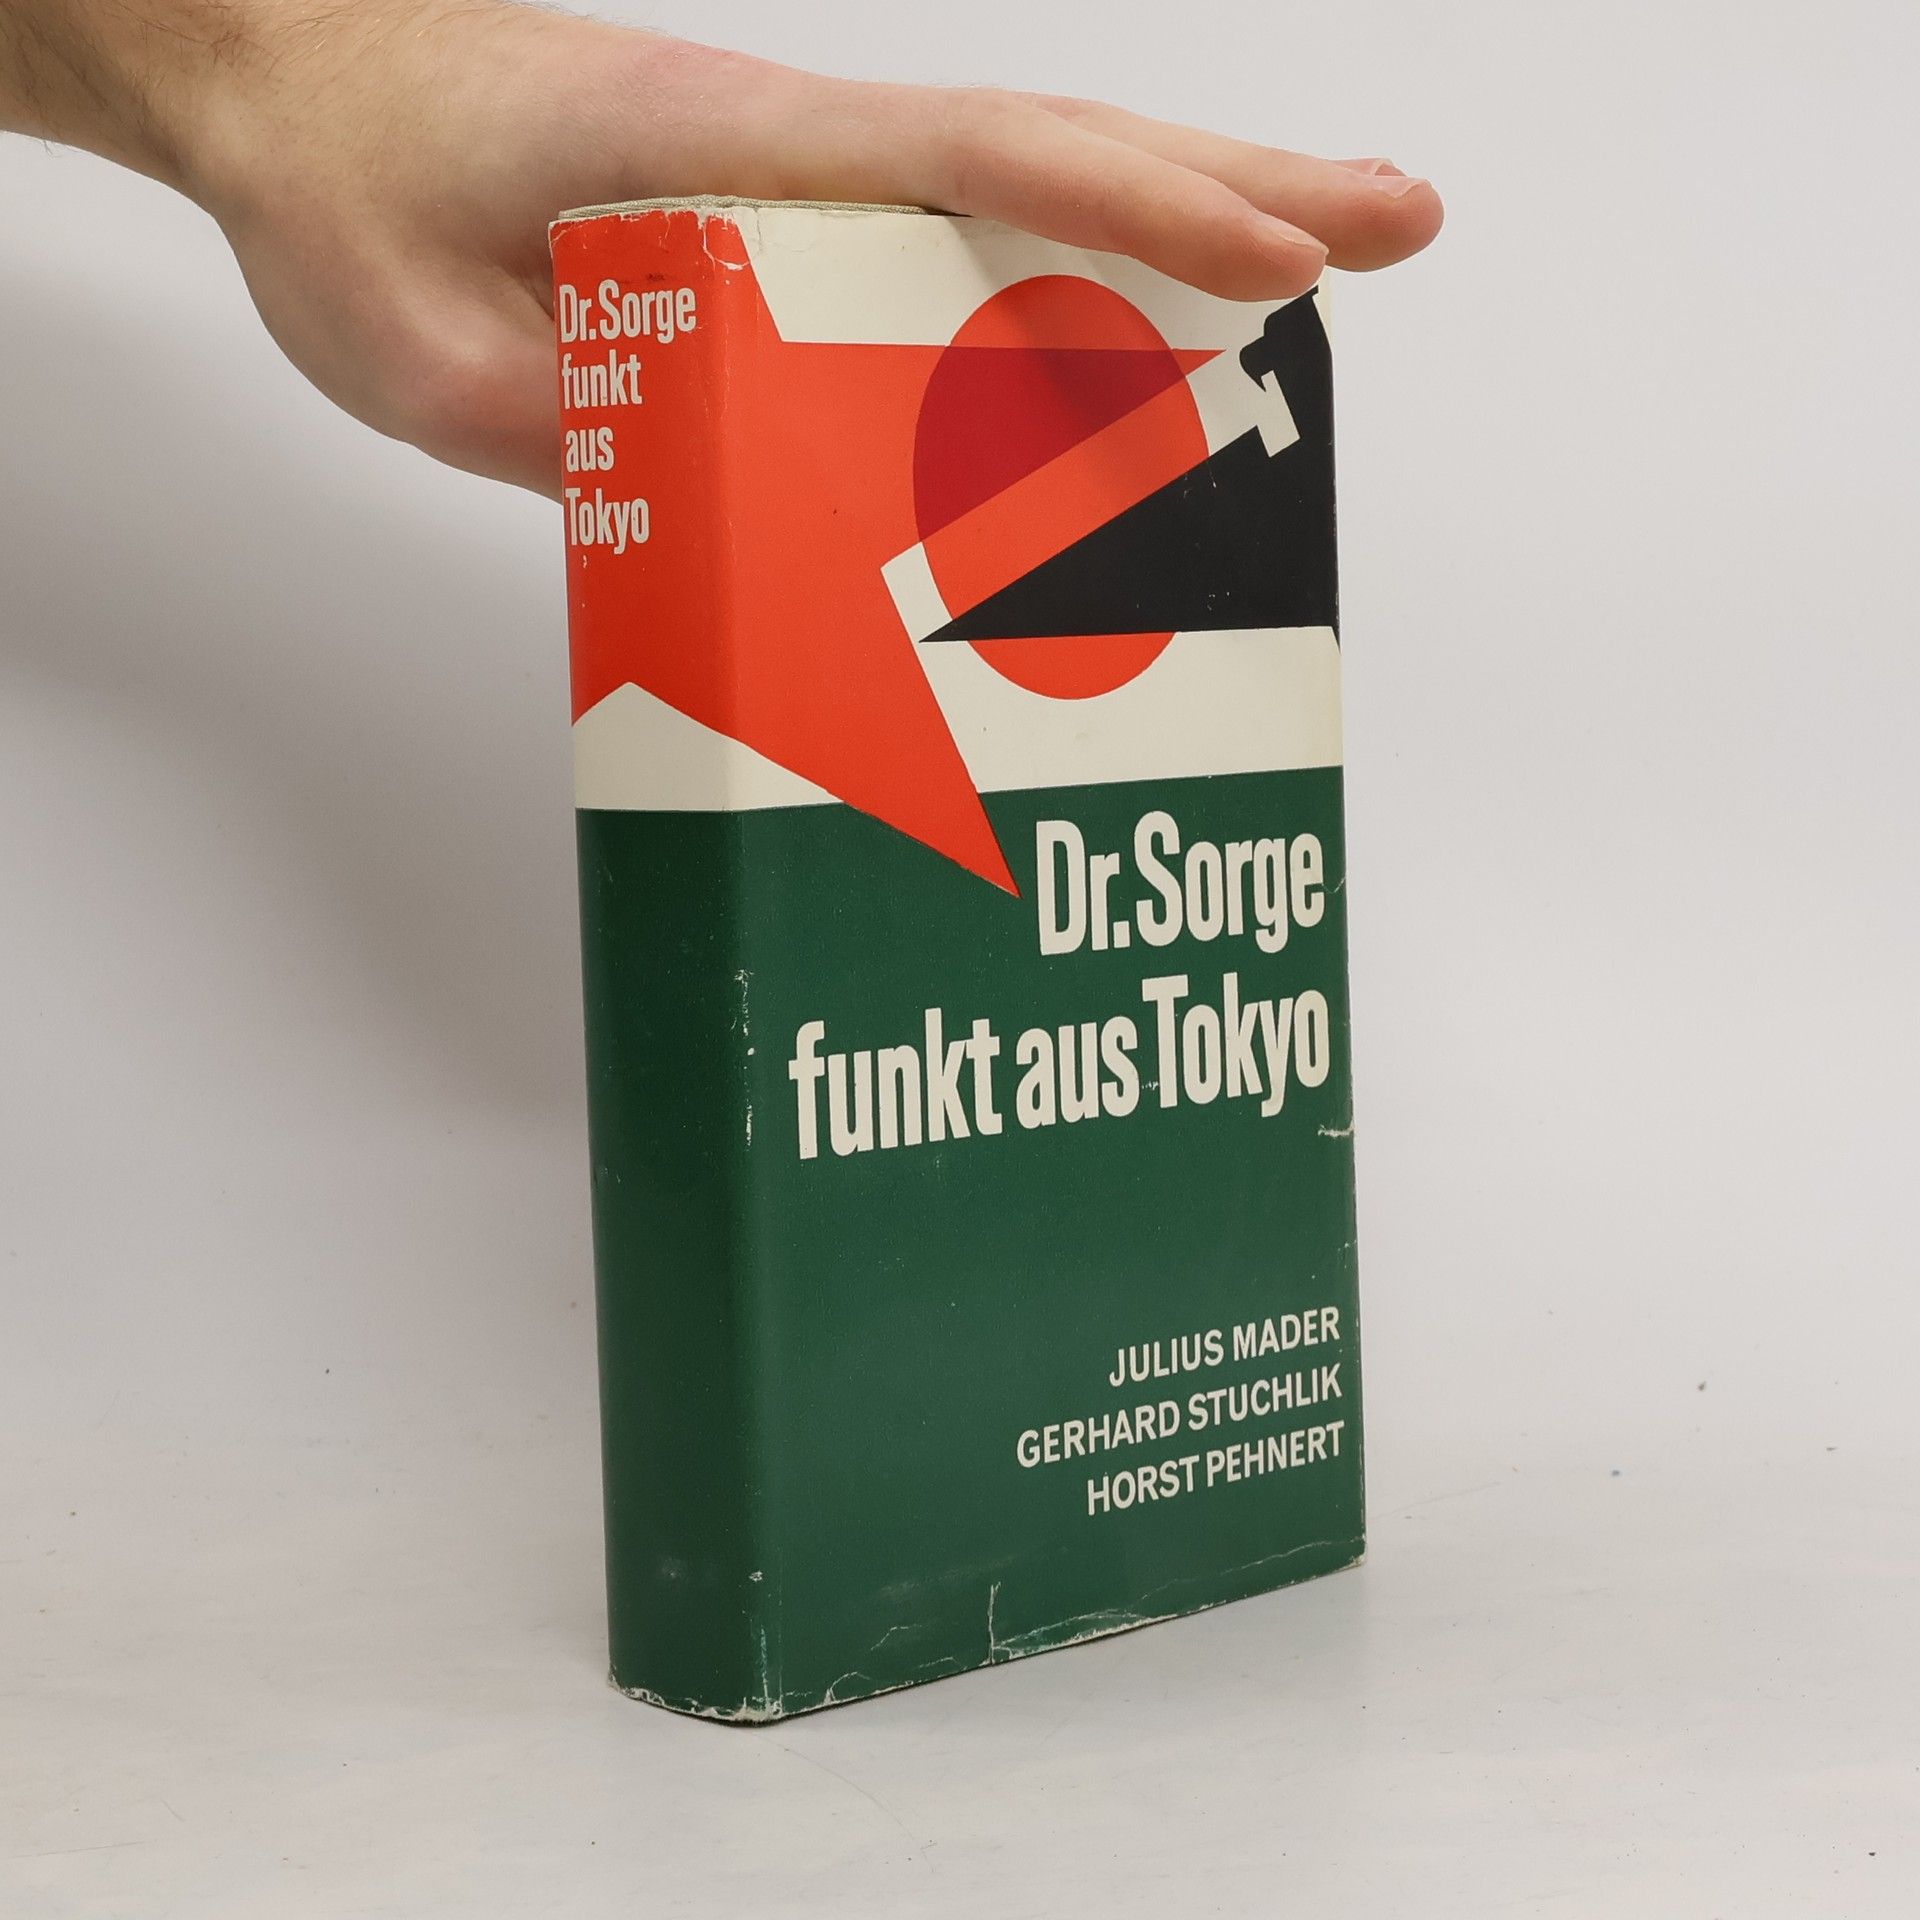 Dr. Sorge
funkt
aus
Tokyo
Dr. Sorge
funkt aus Tokyo
JULIUS MADER
GERHARD STUCHLIK
HORST PEHNERT